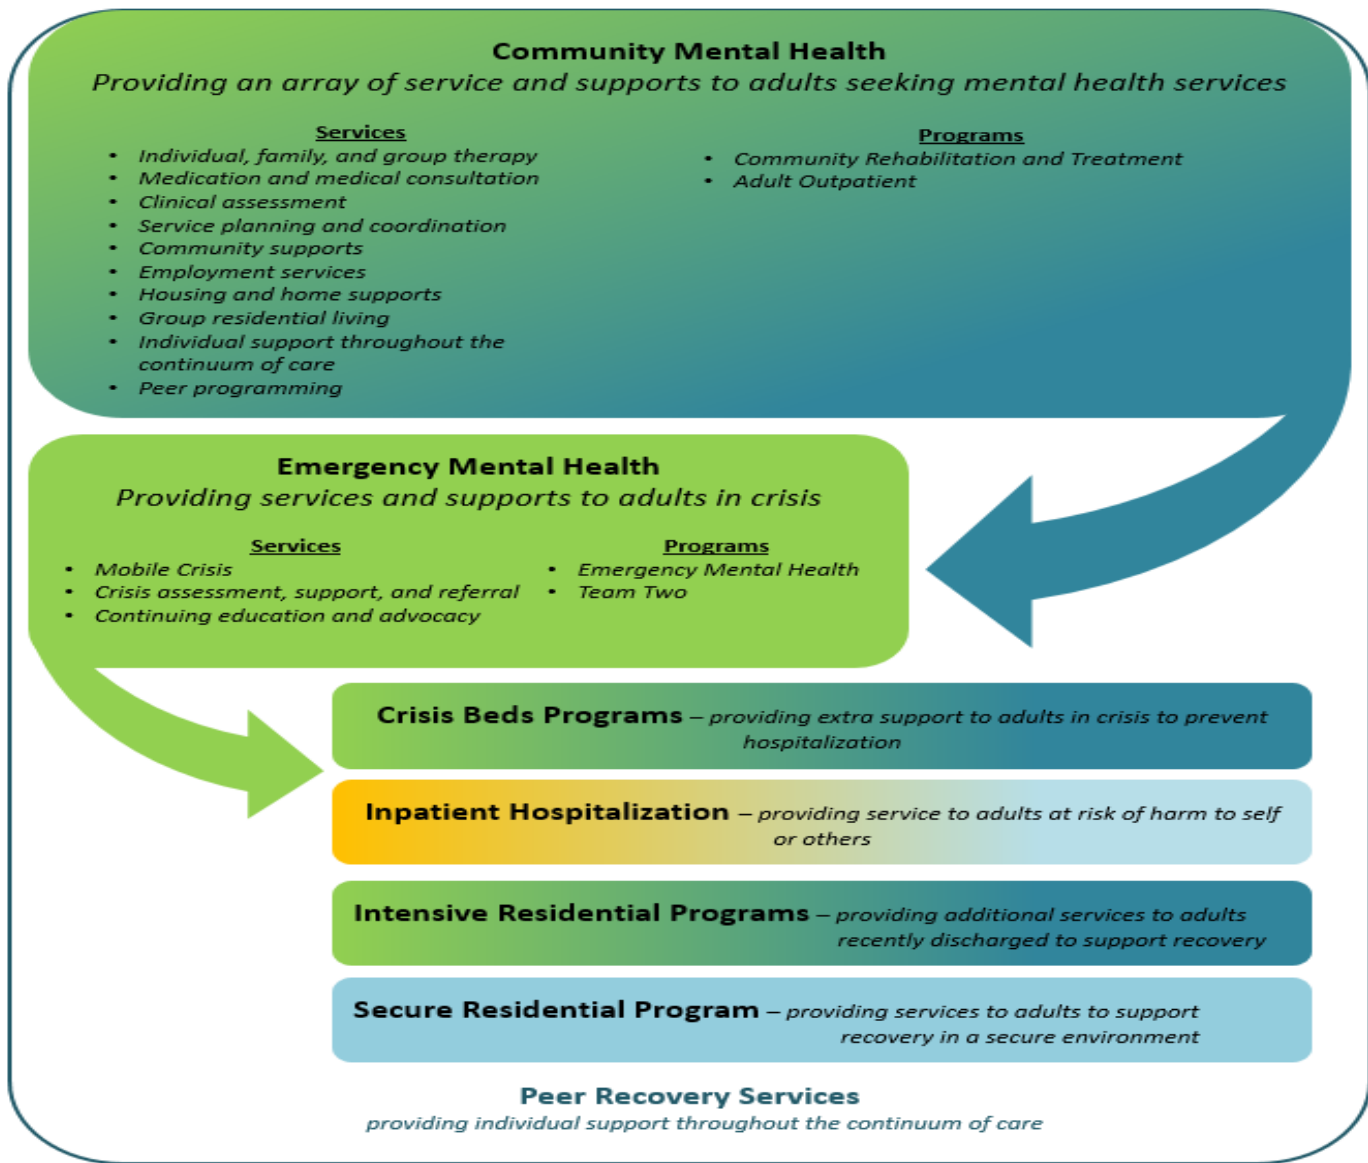 Community Mental Health
Providing an array of service and supports to adults seeking mental health services
Services
• Individual, family, and group therapy
• Medication and medical consultation
• Clinical assessment
• Service planning and coordination
• Community supports
• Employment services
• Housing and home supports
• Group residential living
• Individual support throughout the
continuum of care
• Peer programming
Programs
• Community Rehabilitation and Treatment
• Adult Outpatient
Emergency Mental Health
Providing services and supports to adults in crisis
Services
• Mobile Crisis
• Crisis assessment, support, and referral
• Continuing education and advocacy
Programs
• Emergency Mental Health
• Team Two
Crisis Beds Programs – providing extra support to adults in crisis to prevent
hospitalization
Inpatient Hospitalization – providing service to adults at risk of harm to self
or others
Intensive Residential Programs – providing additional services to adults
recently discharged to support recovery
Secure Residential Program – providing services to adults to support
recovery in a secure environment
Peer Recovery Services
providing individual support throughout the continuum of care